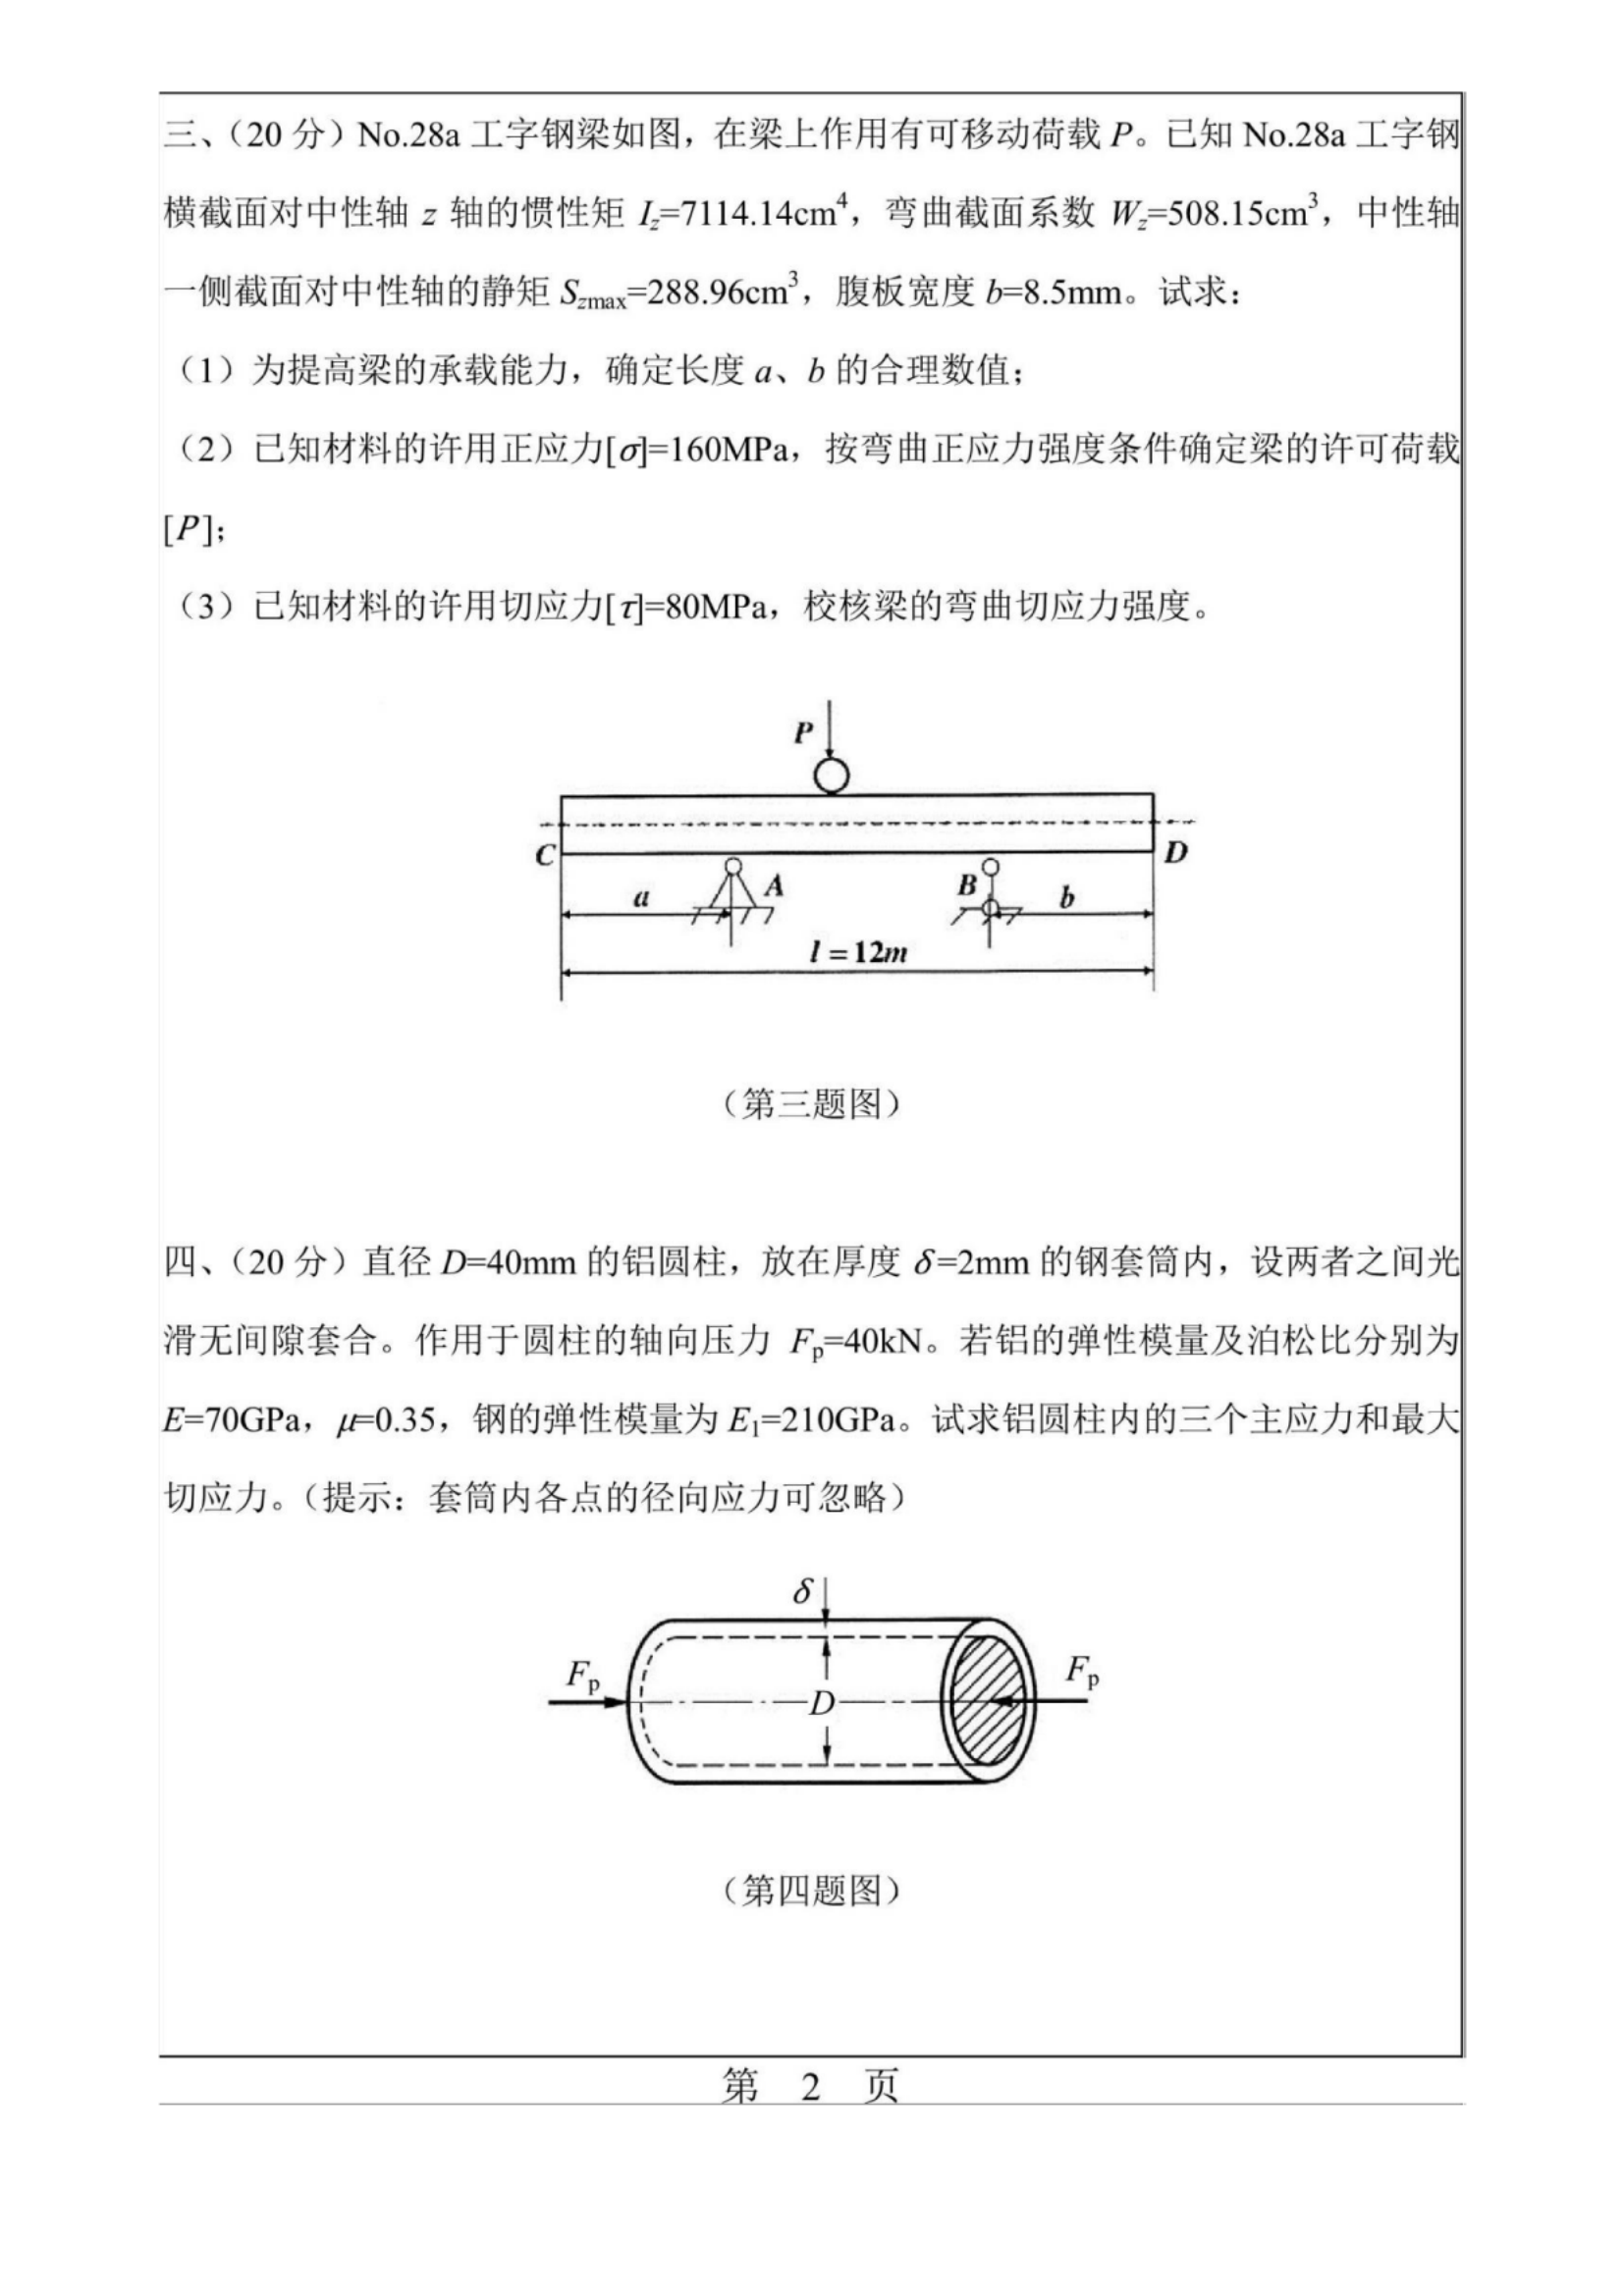 三、（20 分）No.28a 工字钢梁如图，在梁上作用有可移动荷载 P。已知 No.28a 工字钢
横截面对中性轴 z 轴的惯性矩 Iz=7114.14cm⁴，弯曲截面系数 Wz=508.15cm³，中性轴
一侧截面对中性轴的静矩 Szmax=288.96cm³，腹板宽度 b=8.5mm。试求：
（1）为提高梁的承载能力，确定长度 a、b 的合理数值；
（2）已知材料的许用正应力[σ]=160MPa，按弯曲正应力强度条件确定梁的许可荷载
[P]；
（3）已知材料的许用切应力[τ]=80MPa，校核梁的弯曲切应力强度。
P
C
D
a
A
B
b
l = 12m
（第三题图）
四、（20 分）直径 D=40mm 的铝圆柱，放在厚度 δ=2mm 的钢套筒内，设两者之间光
滑无间隙套合。作用于圆柱的轴向压力 Fp=40kN。若铝的弹性模量及泊松比分别为
E=70GPa，μ=0.35，钢的弹性模量为 E1=210GPa。试求铝圆柱内的三个主应力和最大
切应力。（提示：套筒内各点的径向应力可忽略）
δ
Fp
Fp
D
（第四题图）
第 2 页